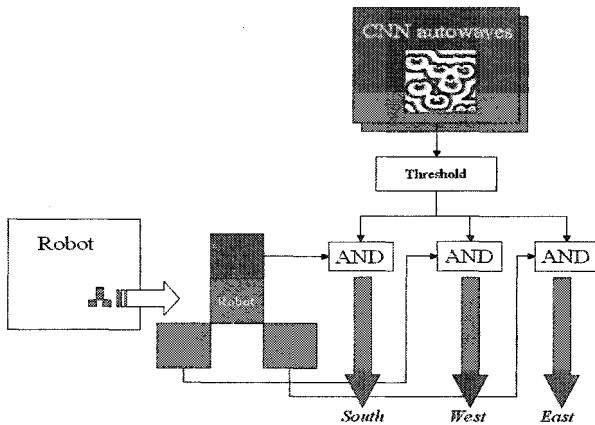 CNN autowaves
Threshold
Robot
AND
AND
AND
Robot
South
West
East